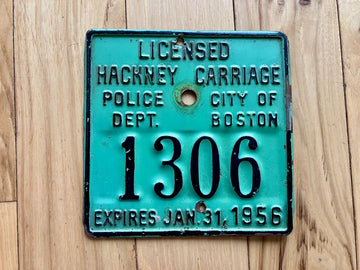 LICENSED
HACKNEY CARRIAGE
POLICE CITY OF
DEPT. BOSTON
1306
EXPIRES JAN. 31, 1956